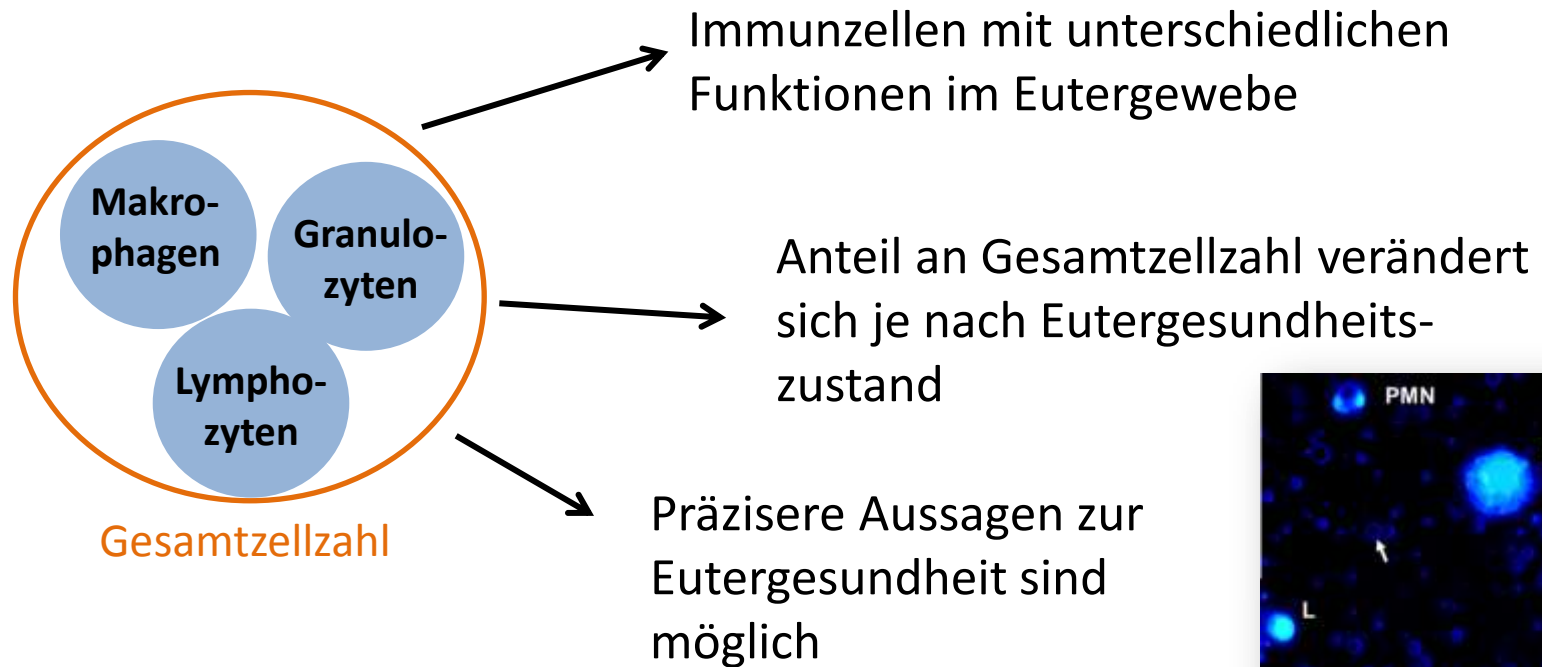 Immunzellen mit unterschiedlichen
Funktionen im Eutergewebe
Makro-
phagen
Granulo-
zyten
Lympho-
zyten
Gesamtzellzahl
Anteil an Gesamtzellzahl verändert
sich je nach Eutergesundheits-
zustand
Präzisere Aussagen zur
Eutergesundheit sind
möglich
PMN
L